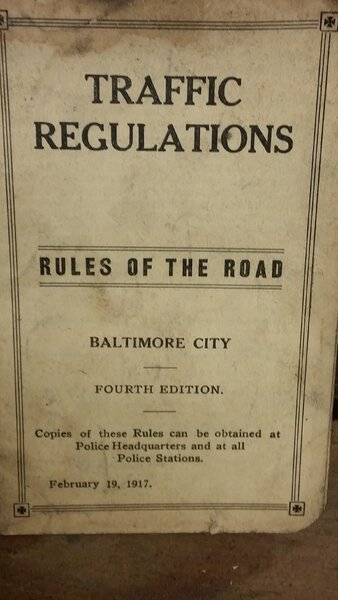 TRAFFIC
REGULATIONS
RULES OF THE ROAD
BALTIMORE CITY
FOURTH EDITION.
Copies of these Rules can be obtained at
Police Headquarters and at all
Police Stations.
February 19, 1917.